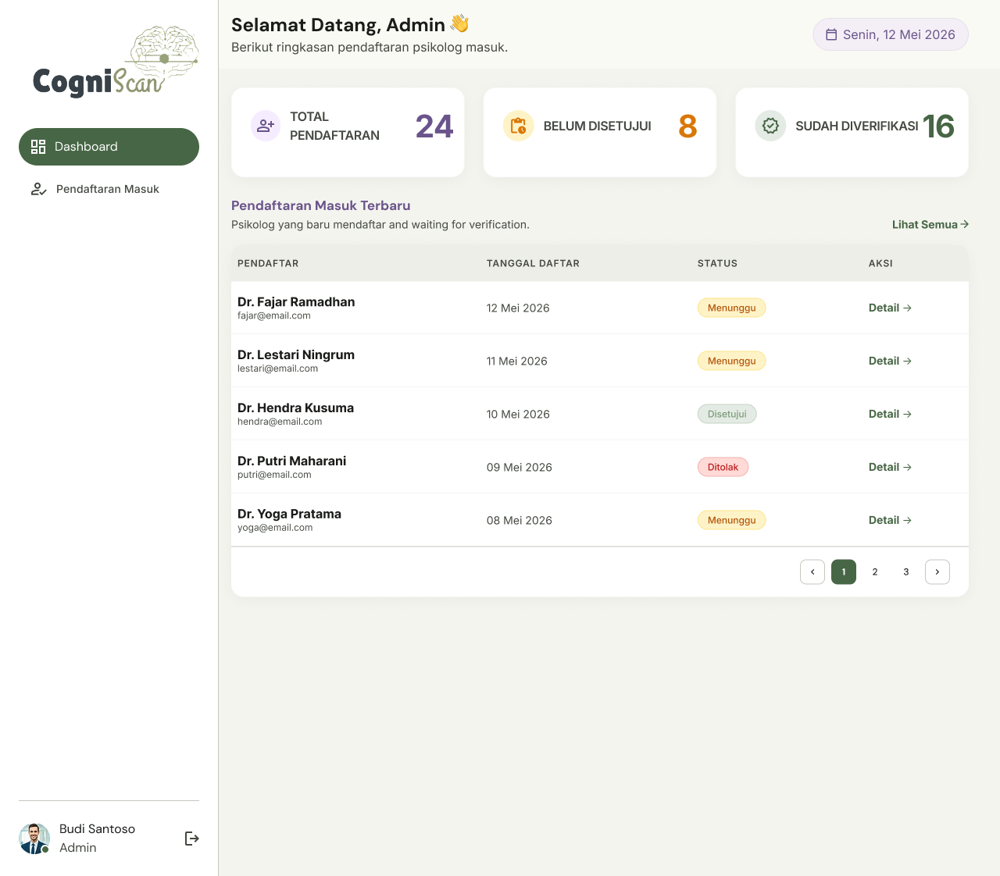 CogniScan
Dashboard
Pendaftaran Masuk
Budi Santoso
Admin
Selamat Datang, Admin 👋
Berikut ringkasan pendaftaran psikolog masuk.
Senin, 12 Mei 2026
TOTAL
PENDAFTARAN
24
BELUM DISETUJUI
8
SUDAH DIVERIFIKASI
16
Pendaftaran Masuk Terbaru
Psikolog yang baru mendaftar and waiting for verification.
Lihat Semua →
PENDAFTAR TANGGAL DAFTAR STATUS AKSI
Dr. Fajar Ramadhan
fajar@email.com
12 Mei 2026
Menunggu
Detail →
Dr. Lestari Ningrum
lestari@email.com
11 Mei 2026
Menunggu
Detail →
Dr. Hendra Kusuma
hendra@email.com
10 Mei 2026
Disetujui
Detail →
Dr. Putri Maharani
putri@email.com
09 Mei 2026
Ditolak
Detail →
Dr. Yoga Pratama
yoga@email.com
08 Mei 2026
Menunggu
Detail →
‹ 1 2 3 ›